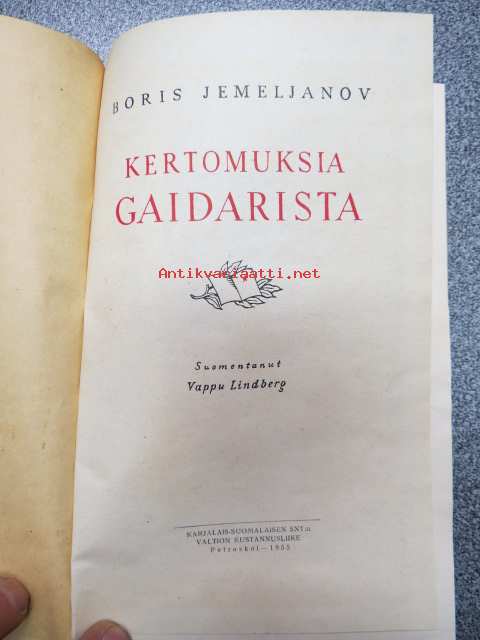 BORIS JEMELJANOV
KERTOMUKSIA
GAIDARISTA
Antikvariaatti.net
Suomentanut
Vappu Lindberg
KARJALAIS-SUOMALAISEN SNT:n
VALTION KUSTANNUSLIIKE
Petroskoi — 1955